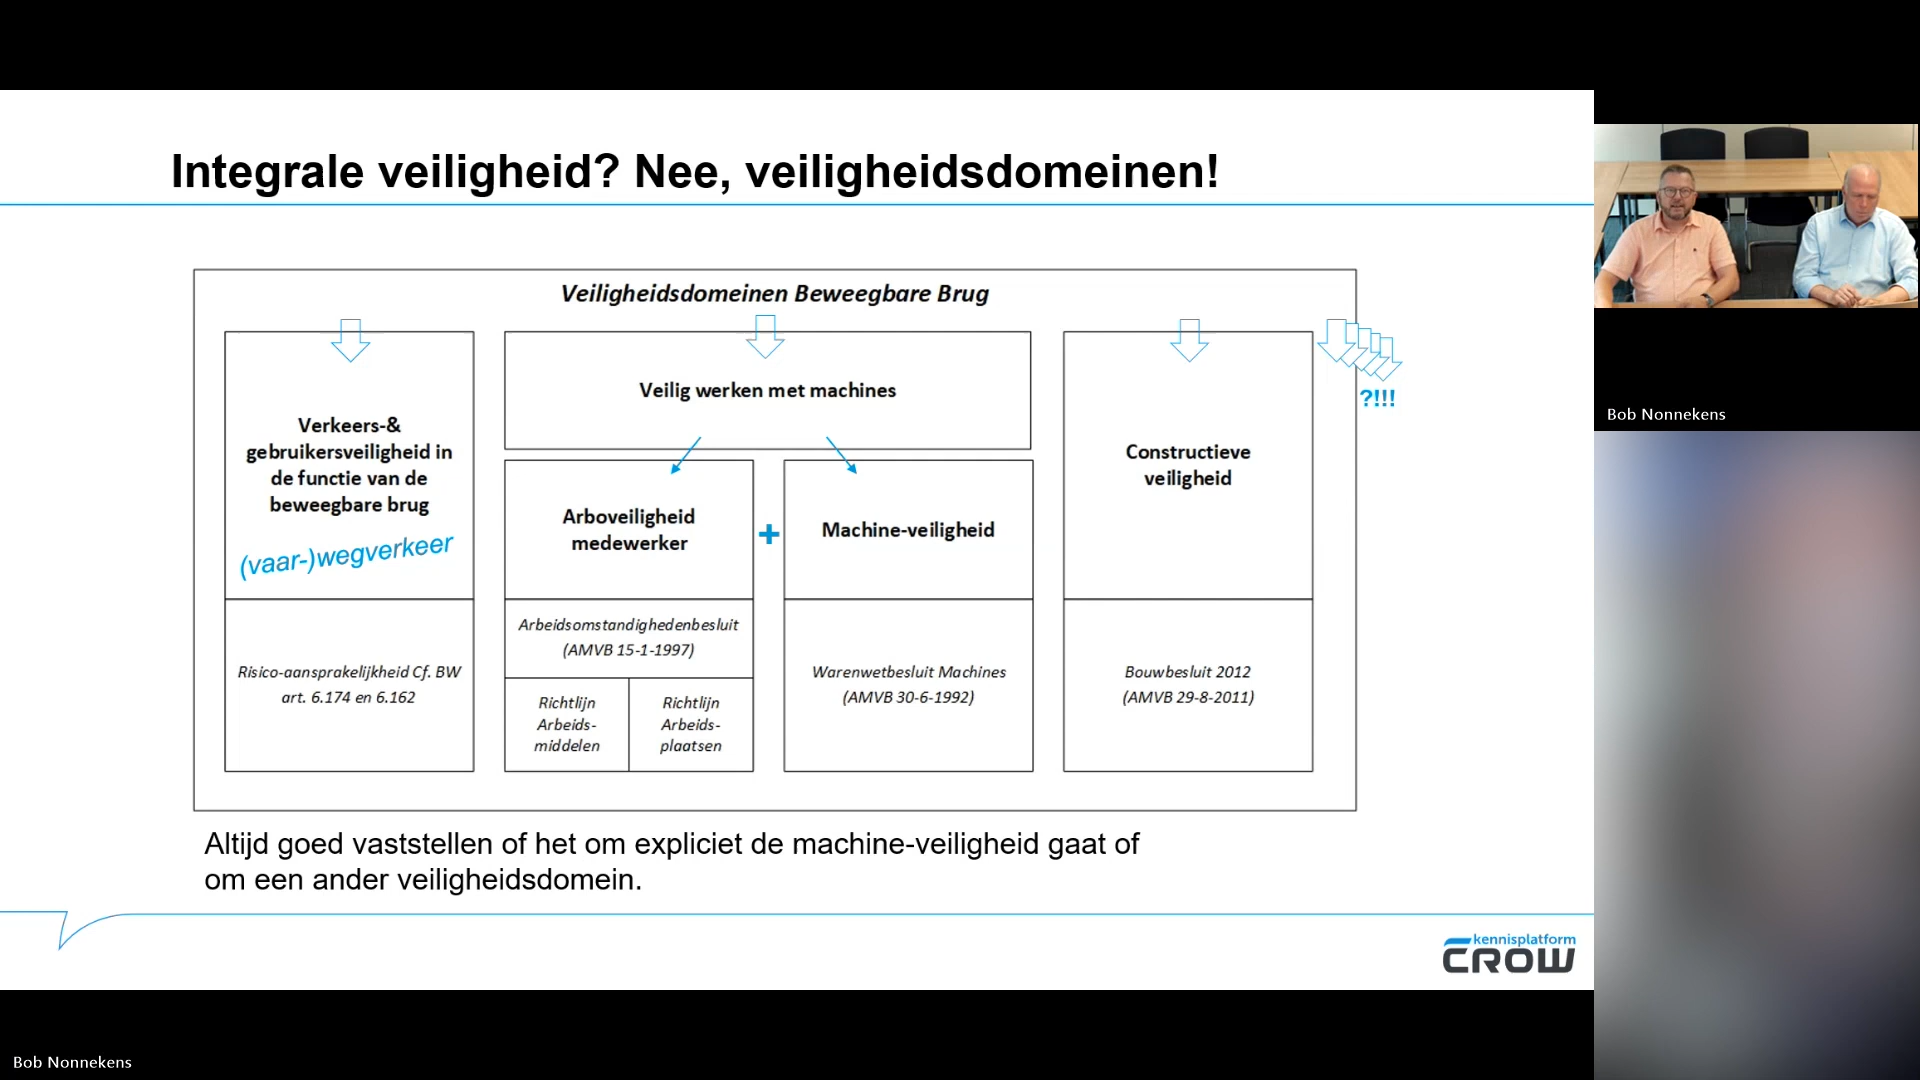 Integrale veiligheid? Nee, veiligheidsdomeinen!
Veiligheidsdomeinen Beweegbare Brug
Verkeers-&
gebruikersveiligheid in
de functie van de
beweegbare brug
(vaar-)wegverkeer
Risico-aansprakelijkheid Cf. BW
art. 6.174 en 6.162
Veilig werken met machines
Arboveiligheid
medewerker
+
Machine-veiligheid
Arbeidsomstandighedenbesluit
(AMVB 15-1-1997)
Richtlijn
Arbeids-
middelen
Richtlijn
Arbeids-
plaatsen
Warenwetbesluit Machines
(AMVB 30-6-1992)
Constructieve
veiligheid
Bouwbesluit 2012
(AMVB 29-8-2011)
?!!!
Altijd goed vaststellen of het om expliciet de machine-veiligheid gaat of
om een ander veiligheidsdomein.
kennisplatform
CROW
Bob Nonnekens
Bob Nonnekens